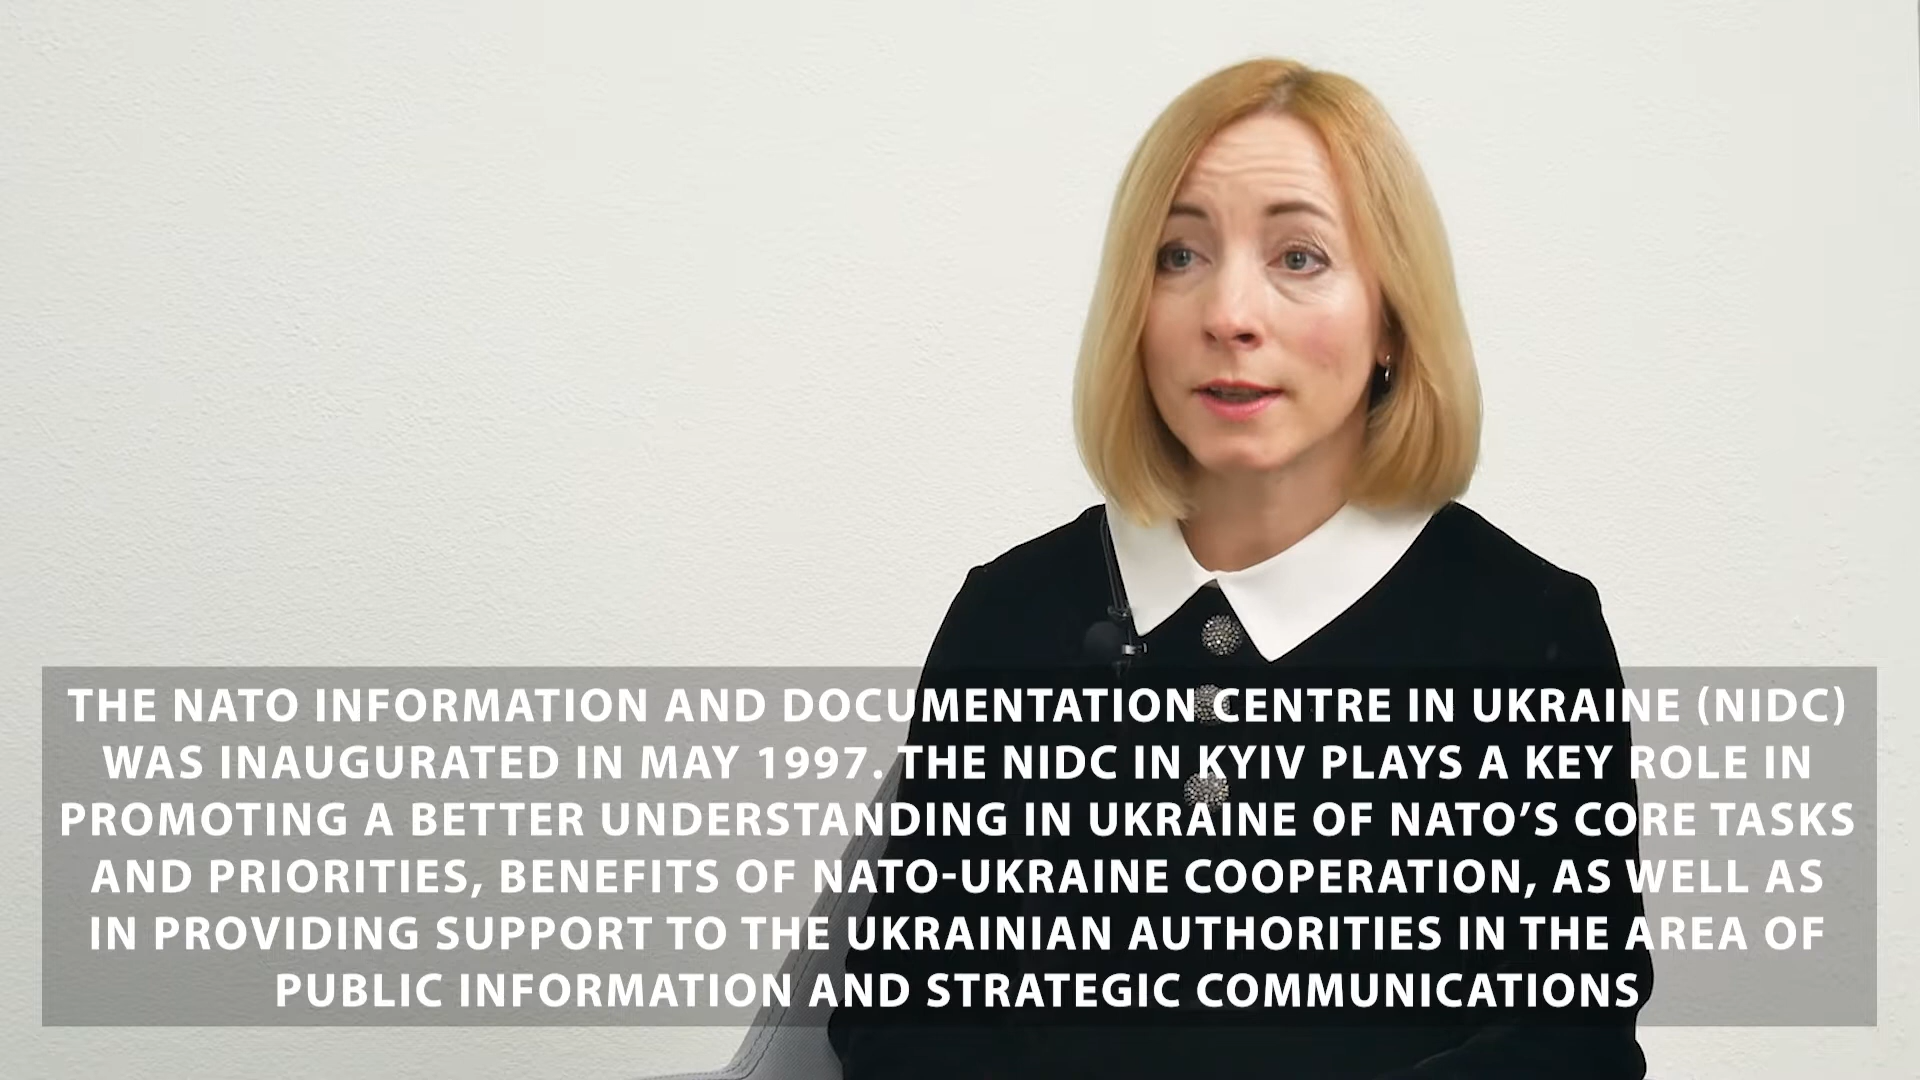 THE NATO INFORMATION AND DOCUMENTATION CENTRE IN UKRAINE (NIDC)
WAS INAUGURATED IN MAY 1997. THE NIDC IN KYIV PLAYS A KEY ROLE IN
PROMOTING A BETTER UNDERSTANDING IN UKRAINE OF NATO’S CORE TASKS
AND PRIORITIES, BENEFITS OF NATO-UKRAINE COOPERATION, AS WELL AS
IN PROVIDING SUPPORT TO THE UKRAINIAN AUTHORITIES IN THE AREA OF
PUBLIC INFORMATION AND STRATEGIC COMMUNICATIONS